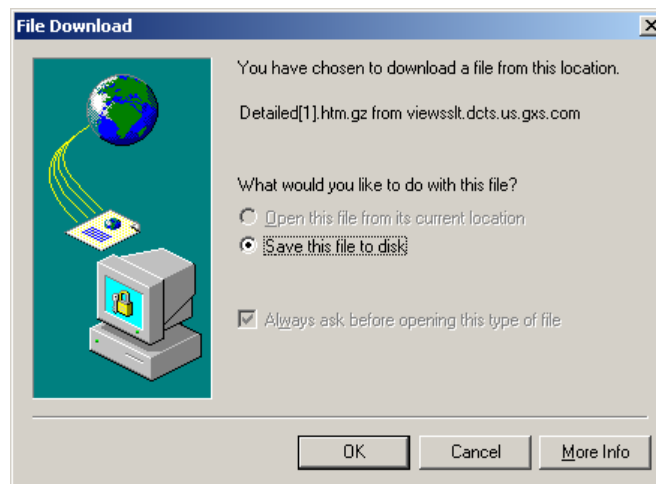 File Download
You have chosen to download a file from this location.
Detailed[1].htm.gz from viewsslt.dcts.us.gxs.com
What would you like to do with this file?
Open this file from its current location
Save this file to disk
Always ask before opening this type of file
OK Cancel More Info